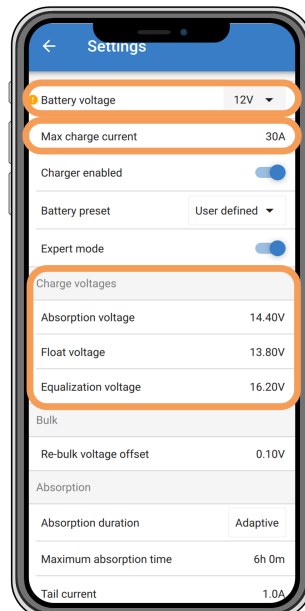 Settings
Battery voltage 12V
Max charge current 30A
Charger enabled
Battery preset User defined
Expert mode
Charge voltages
Absorption voltage 14.40V
Float voltage 13.80V
Equalization voltage 16.20V
Bulk
Re-bulk voltage offset 0.10V
Absorption
Absorption duration Adaptive
Maximum absorption time 6h 0m
Tail current 1.0A